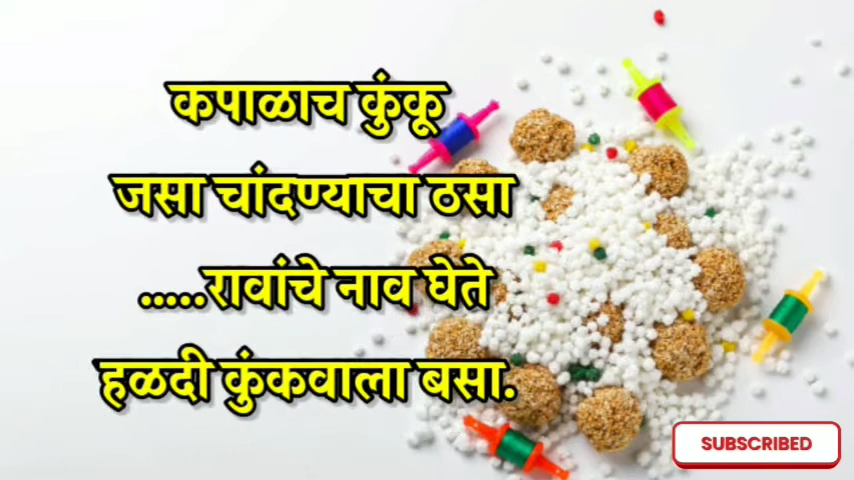 कपाळाच कुंकू
जसा चांदण्याचा ठसा
.....रावांचे नाव घेते
हळदी कुंकवाला बसा.
SUBSCRIBED